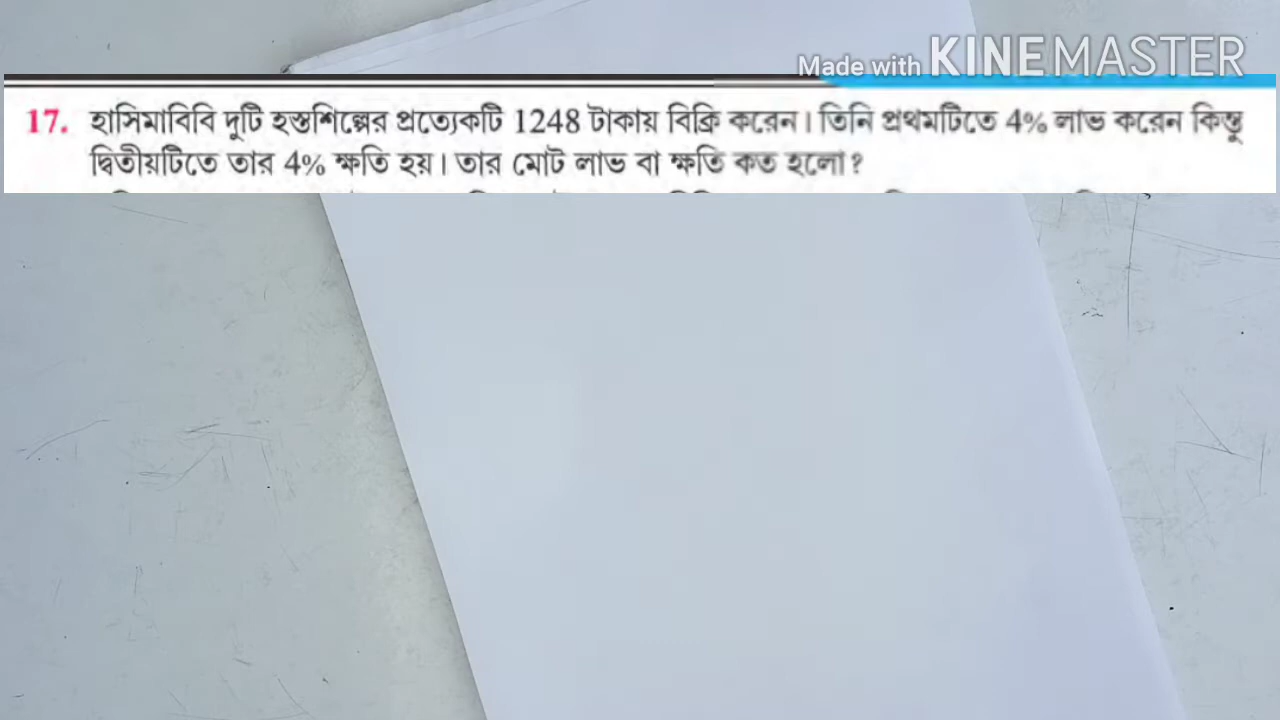 Made with KINEMASTER
17. হাসিমাবিবি দুটি হস্তশিল্পের প্রত্যেকটি 1248 টাকায় বিক্রি করেন। তিনি প্রথমটিতে 4% লাভ করেন কিন্তু
দ্বিতীয়টিতে তার 4% ক্ষতি হয়। তার মোট লাভ বা ক্ষতি কত হলো?